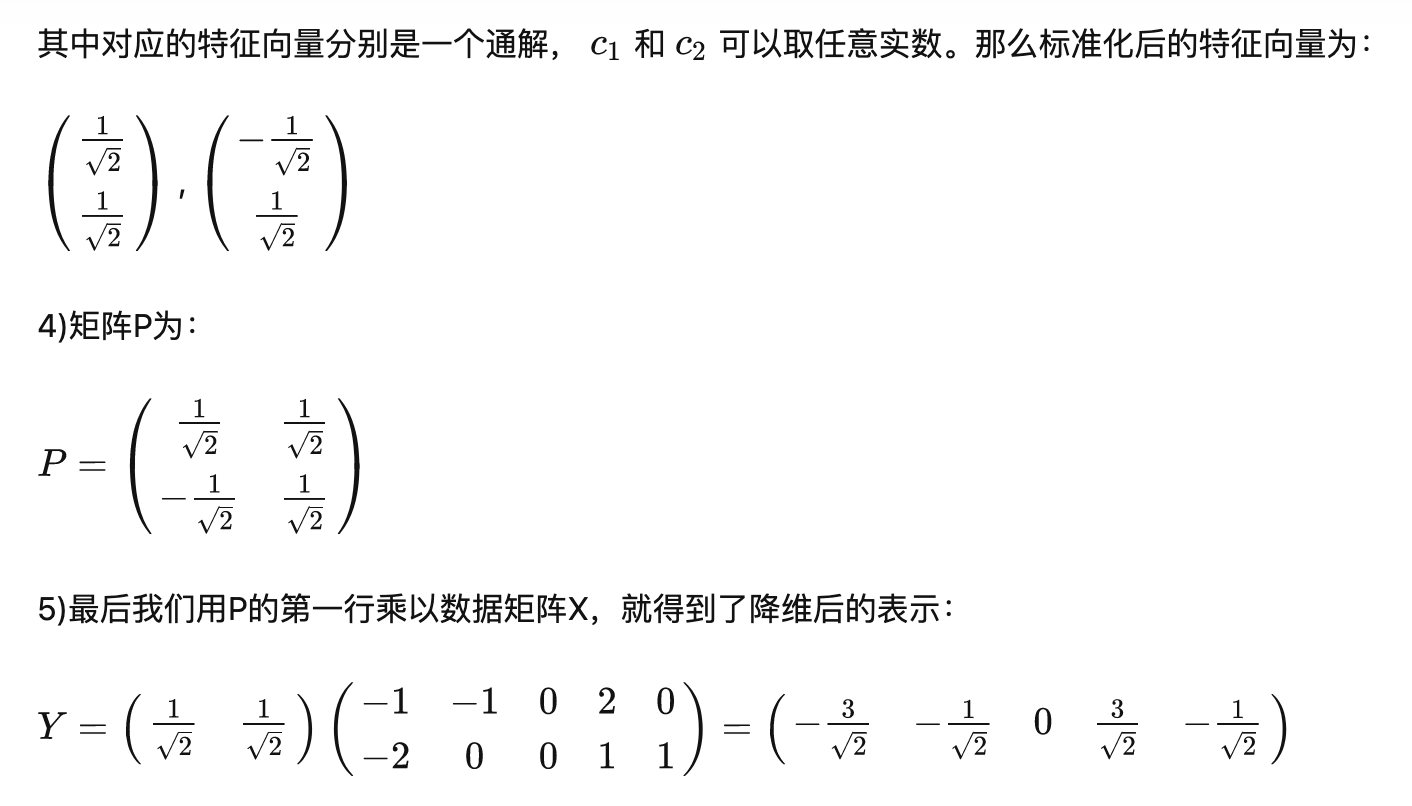 其中对应的特征向量分别是一个通解， $c_1$ 和 $c_2$ 可以取任意实数。那么标准化后的特征向量为：
$\begin{pmatrix} \frac{1}{\sqrt{2}} \\ \frac{1}{\sqrt{2}} \end{pmatrix}, \begin{pmatrix} -\frac{1}{\sqrt{2}} \\ \frac{1}{\sqrt{2}} \end{pmatrix}$
4)矩阵P为：
$P = \begin{pmatrix} \frac{1}{\sqrt{2}} & \frac{1}{\sqrt{2}} \\ -\frac{1}{\sqrt{2}} & \frac{1}{\sqrt{2}} \end{pmatrix}$
5)最后我们用P的第一行乘以数据矩阵X，就得到了降维后的表示：
$Y = \begin{pmatrix} \frac{1}{\sqrt{2}} & \frac{1}{\sqrt{2}} \end{pmatrix} \begin{pmatrix} -1 & -1 & 0 & 2 & 0 \\ -2 & 0 & 0 & 1 & 1 \end{pmatrix} = \begin{pmatrix} -\frac{3}{\sqrt{2}} & -\frac{1}{\sqrt{2}} & 0 & \frac{3}{\sqrt{2}} & -\frac{1}{\sqrt{2}} \end{pmatrix}$